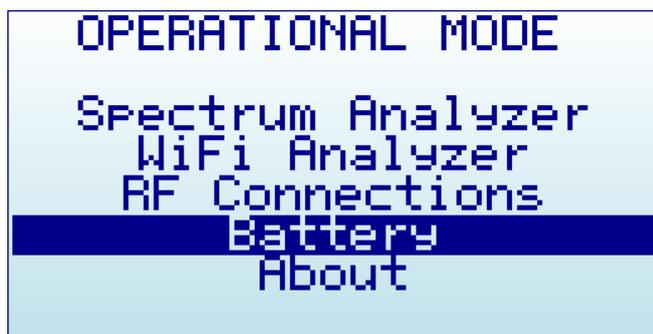 OPERATIONAL MODE
Spectrum Analyzer
WiFi Analyzer
RF Connections
Battery
About